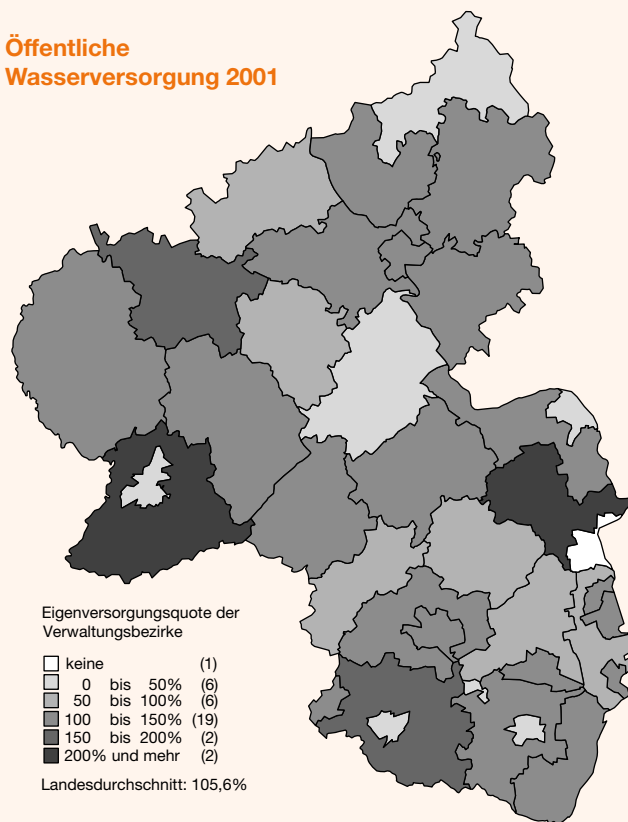 Öffentliche
Wasserversorgung 2001
Eigenversorgungsquote der
Verwaltungsbezirke
keine (1)
0 bis 50% (6)
50 bis 100% (6)
100 bis 150% (19)
150 bis 200% (2)
200% und mehr (2)
Landesdurchschnitt: 105,6%